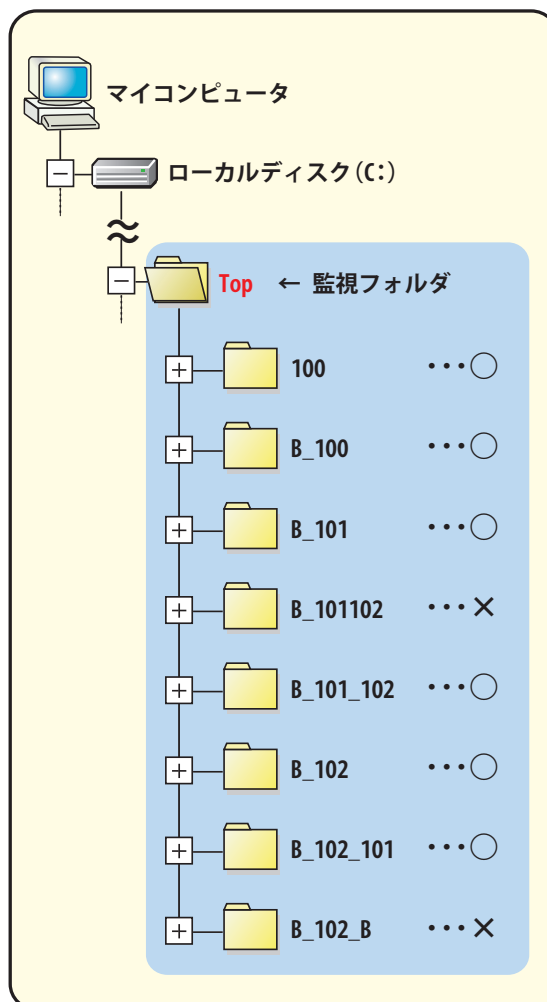 マイコンピュータ
ローカルディスク(C:)
Top ← 監視フォルダ
100 ・・・○
B_100 ・・・○
B_101 ・・・○
B_101102 ・・・×
B_101_102 ・・・○
B_102 ・・・○
B_102_101 ・・・○
B_102_B ・・・×